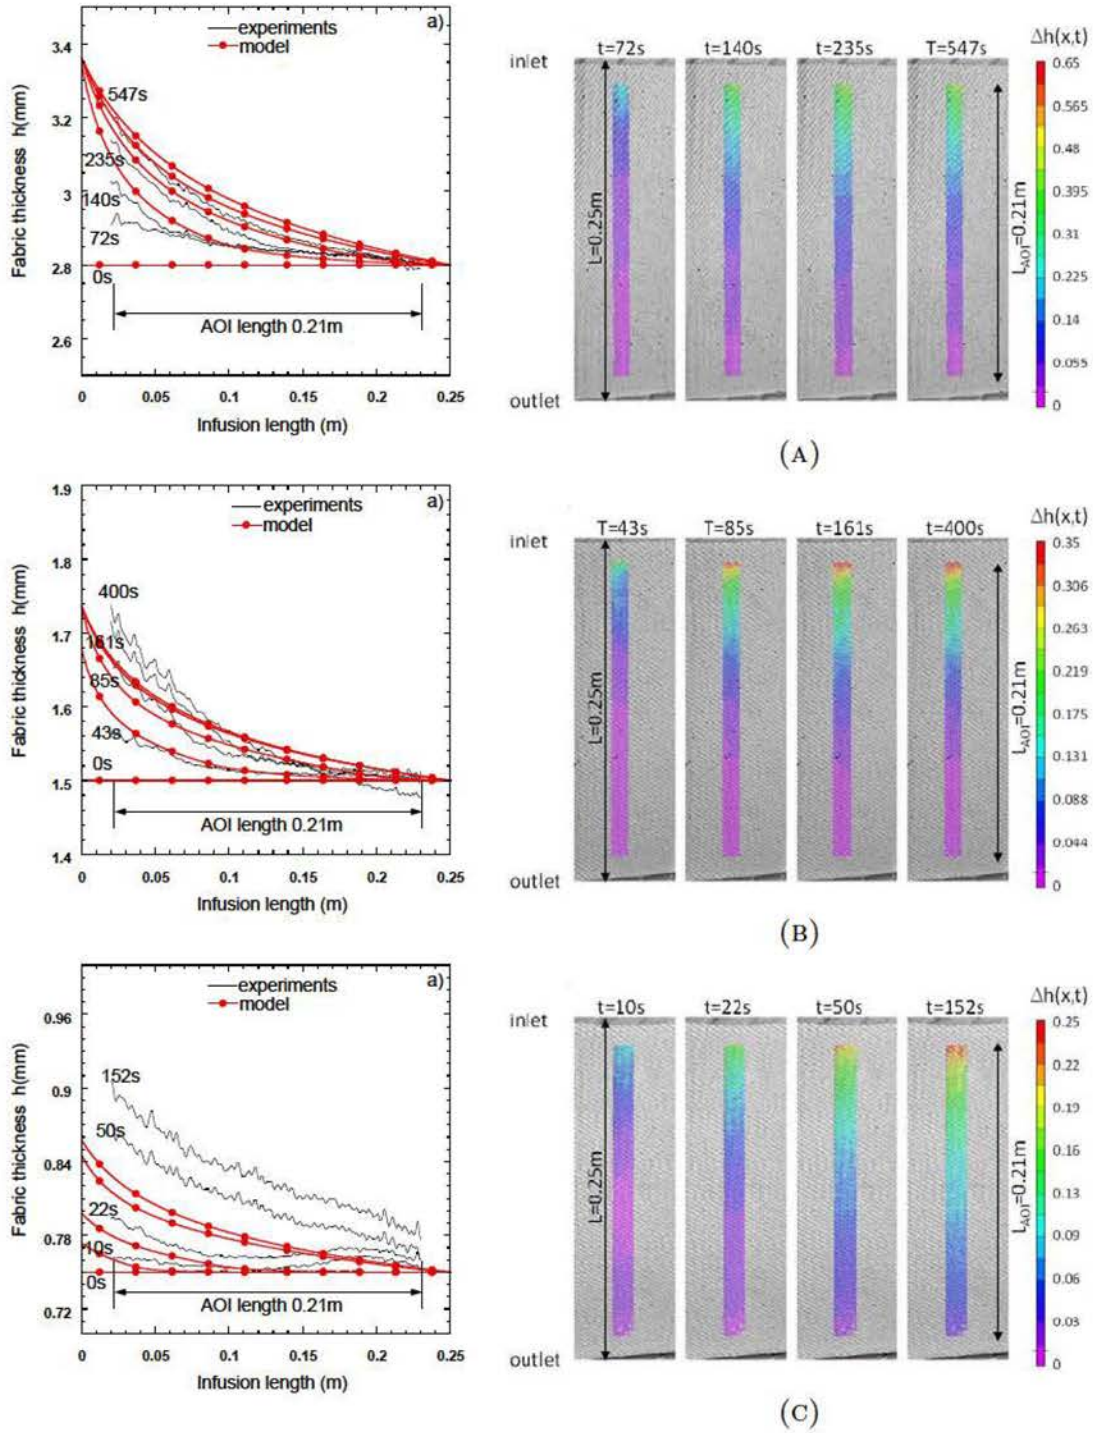 a)
experiments
model
3.4
3.2
3
2.8
2.6
Fabric thickness h(mm)
547s
235s
140s
72s
0s
AOI length 0.21m
0 0.05 0.1 0.15 0.2 0.25
Infusion length (m)
t=72s t=140s t=235s T=547s
inlet
outlet
L=0.25m
LAOI=0.21m
Δh(x,t)
0.65
0.565
0.48
0.395
0.31
0.225
0.14
0.055
0
(A)
a)
experiments
model
1.9
1.8
1.7
1.6
1.5
1.4
Fabric thickness h(mm)
400s
161s
85s
43s
0s
AOI length 0.21m
0 0.05 0.1 0.15 0.2 0.25
Infusion length (m)
T=43s T=85s t=161s t=400s
inlet
outlet
L=0.25m
LAOI=0.21m
Δh(x,t)
0.35
0.306
0.263
0.219
0.175
0.131
0.088
0.044
0
(B)
a)
experiments
model
0.96
0.9
0.84
0.78
0.72
Fabric thickness h(mm)
152s
50s
22s
10s
0s
AOI length 0.21m
0 0.05 0.1 0.15 0.2 0.25
Infusion length (m)
t=10s t=22s t=50s t=152s
inlet
outlet
L=0.25m
LAOI=0.21m
Δh(x,t)
0.25
0.22
0.19
0.16
0.13
0.09
0.06
0.03
0
(C)